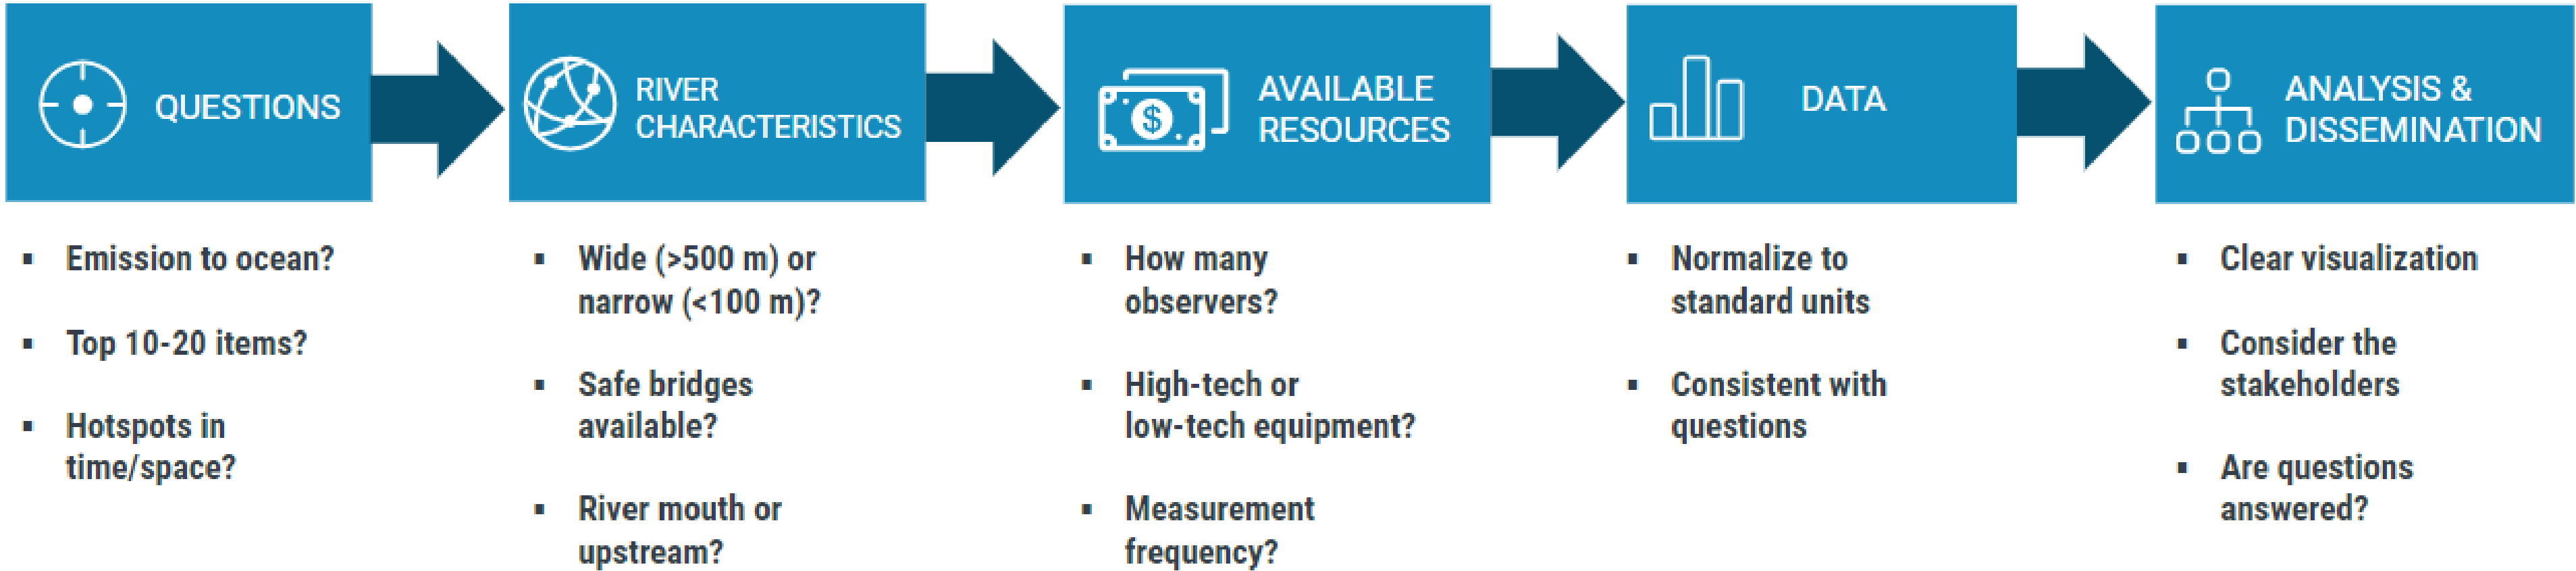 QUESTIONS
▪ Emission to ocean?
▪ Top 10-20 items?
▪ Hotspots in
time/space?
RIVER
CHARACTERISTICS
▪ Wide (>500 m) or
narrow (<100 m)?
▪ Safe bridges
available?
▪ River mouth or
upstream?
$
AVAILABLE
RESOURCES
▪ How many
observers?
▪ High-tech or
low-tech equipment?
▪ Measurement
frequency?
DATA
▪ Normalize to
standard units
▪ Consistent with
questions
ANALYSIS &
DISSEMINATION
▪ Clear visualization
▪ Consider the
stakeholders
▪ Are questions
answered?